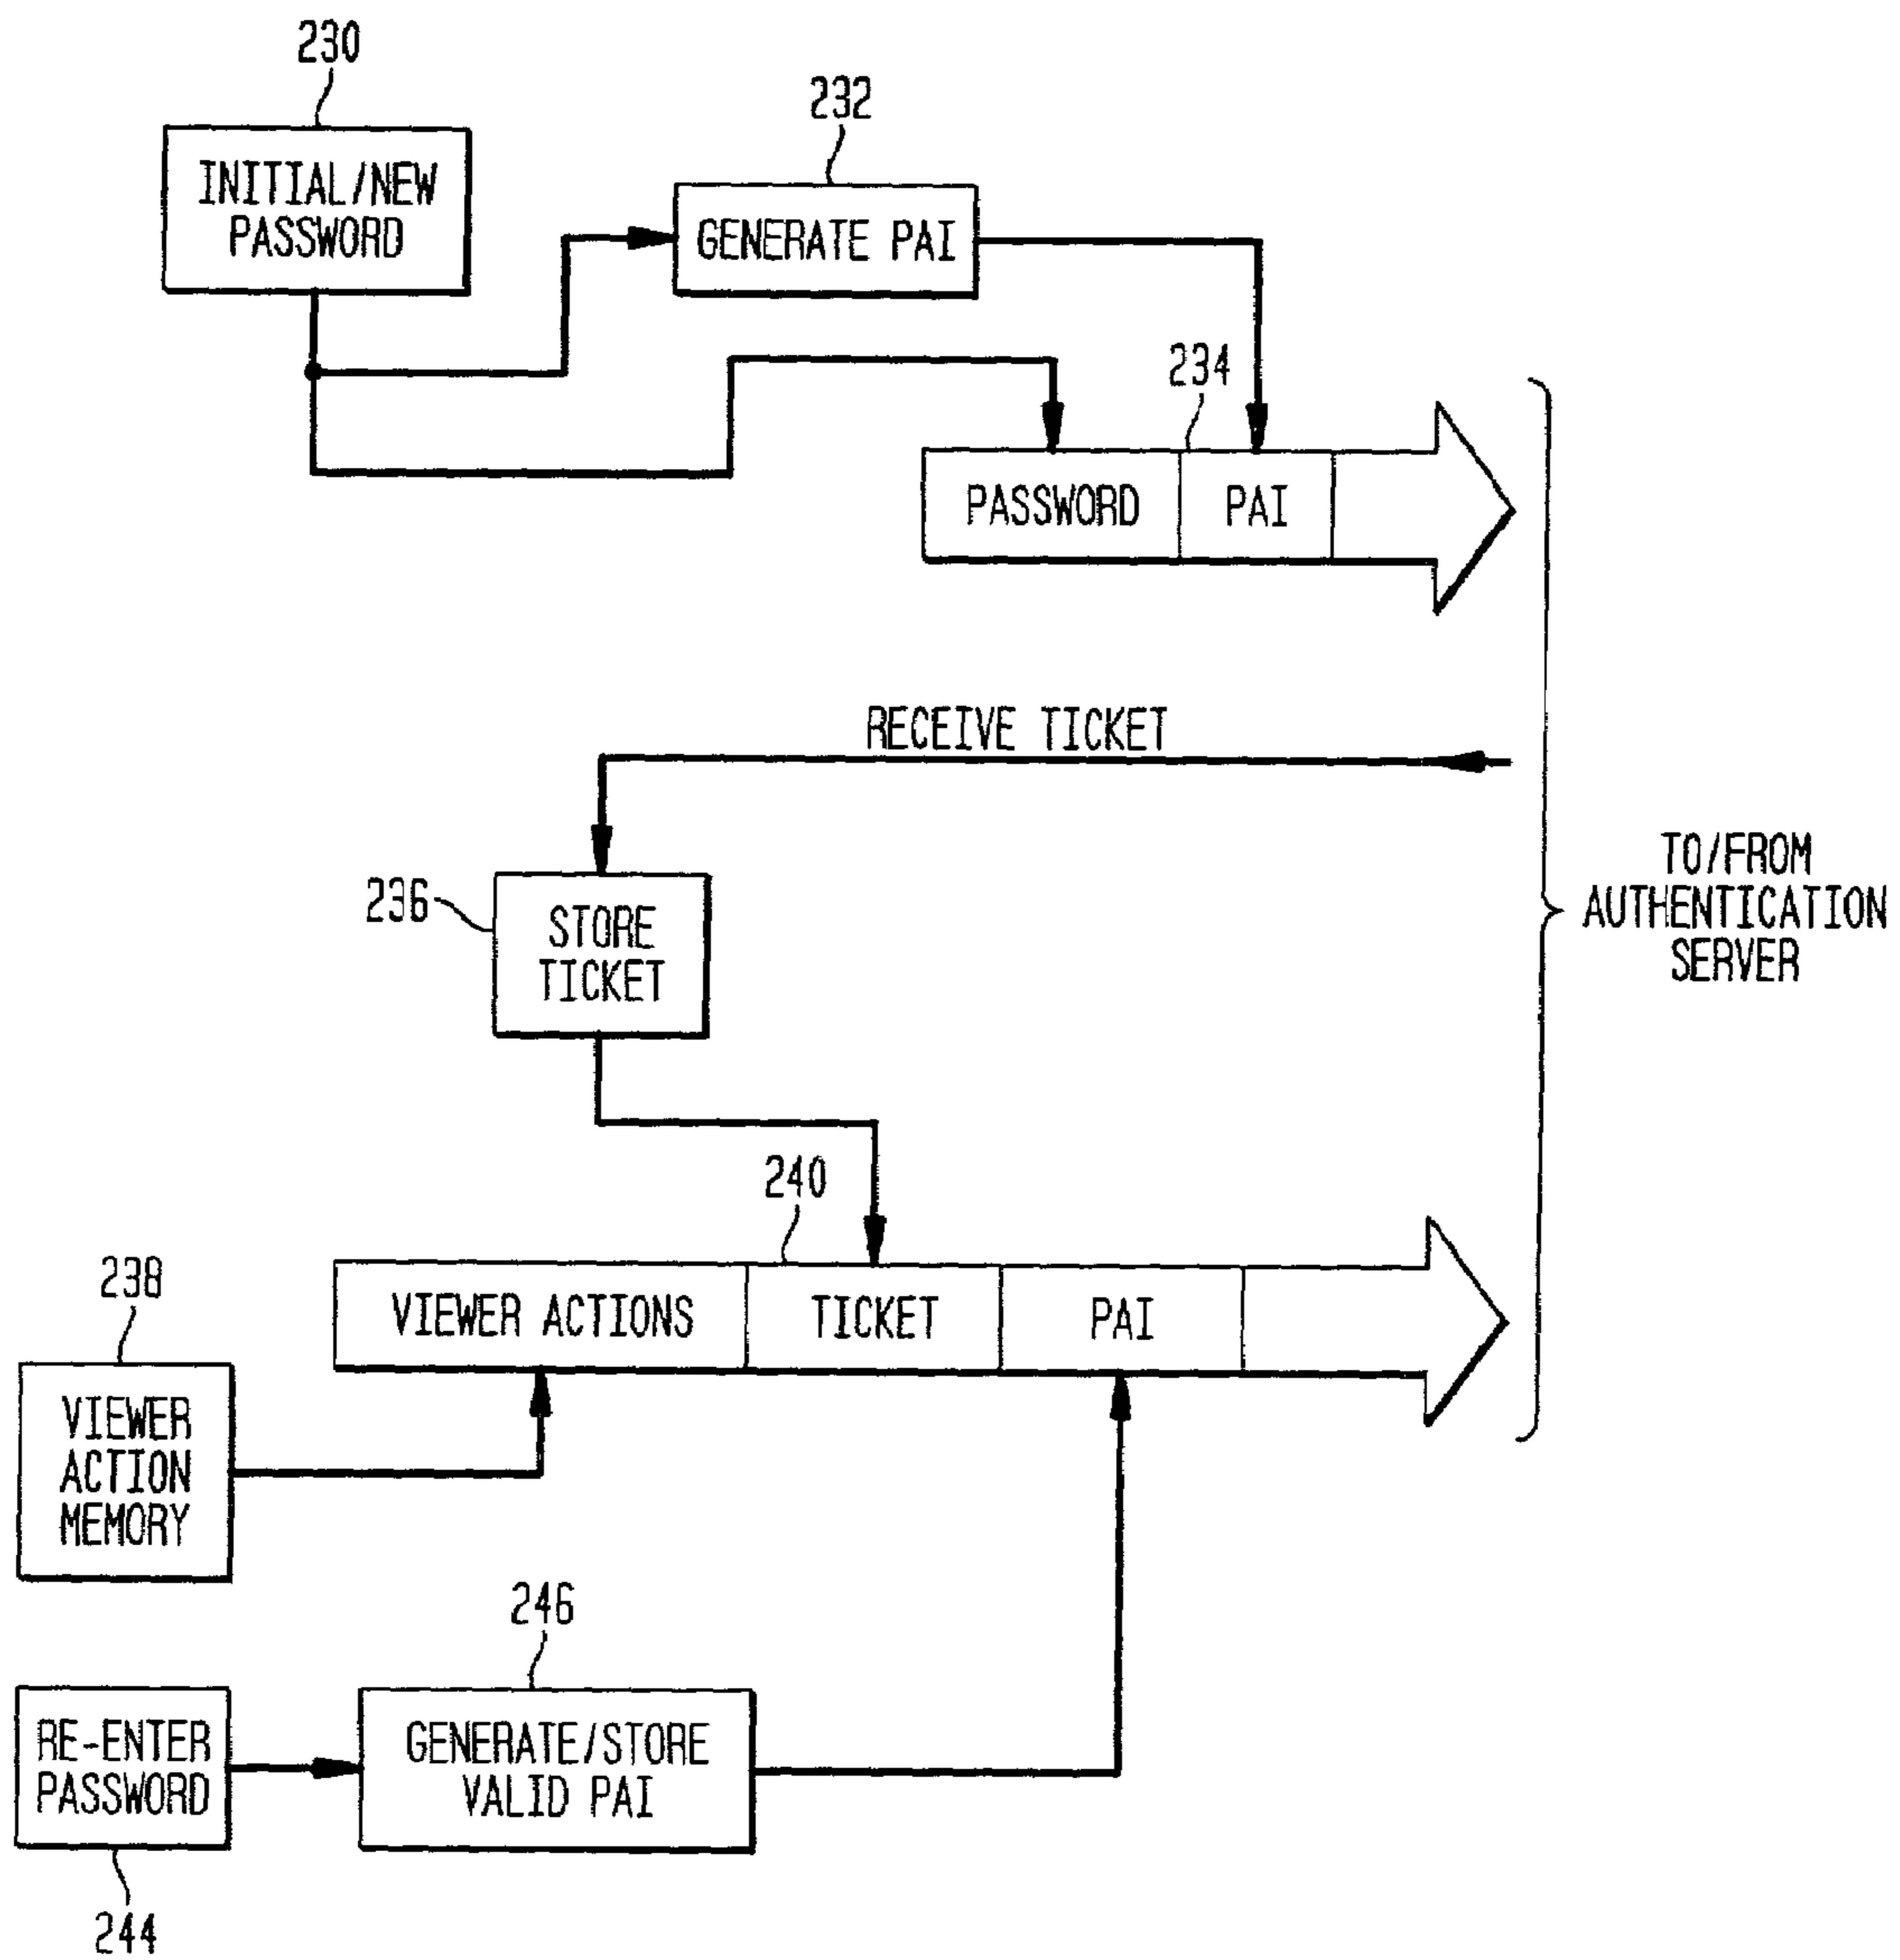 230
INITIAL/NEW
PASSWORD
232
GENERATE PAI
234
PASSWORD
PAI
RECEIVE TICKET
236
STORE
TICKET
TO/FROM
AUTHENTICATION
SERVER
240
VIEWER ACTIONS
TICKET
PAI
238
VIEWER
ACTION
MEMORY
246
RE-ENTER
PASSWORD
GENERATE/STORE
VALID PAI
244